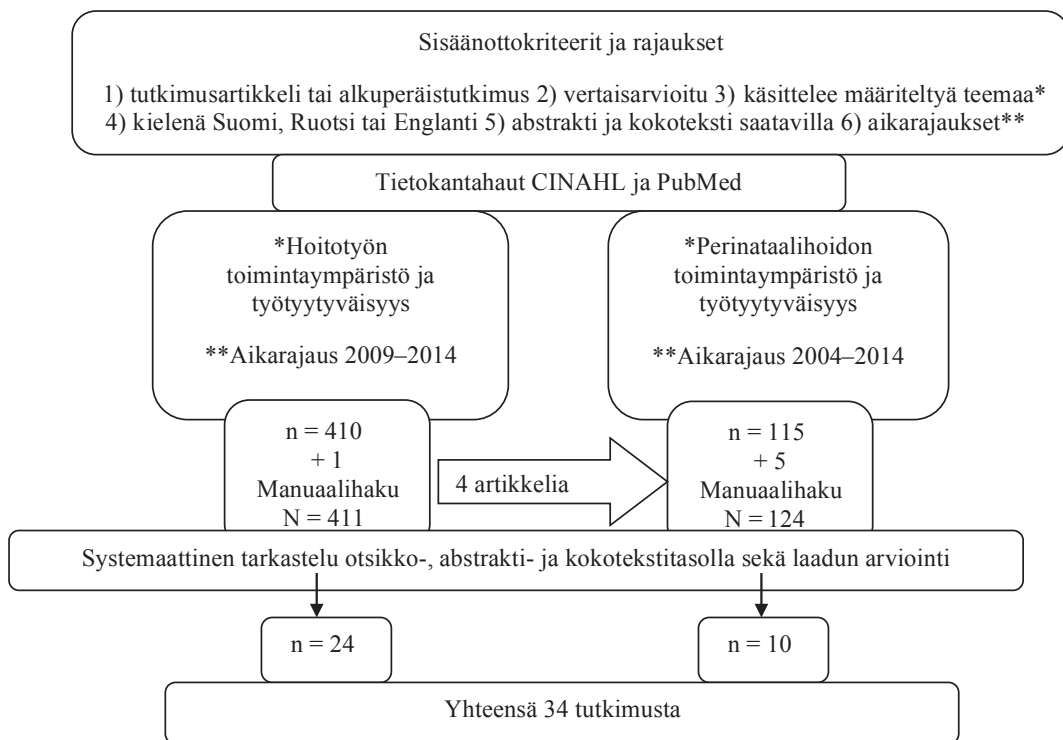 Sisäänottokriteerit ja rajaukset
1) tutkimusartikkeli tai alkuperäistutkimus 2) vertaisarvioitu 3) käsittelee määriteltyä teemaa*
4) kielenä Suomi, Ruotsi tai Englanti 5) abstrakti ja kokoteksti saatavilla 6) aikarajaukset**
Tietokantahaut CINAHL ja PubMed
*Hoitotyön
toimintaympäristö ja
työtyytyväisyys
**Aikarajaus 2009–2014
*Perinataalihoidon
toimintaympäristö ja
työtyytyväisyys
**Aikarajaus 2004–2014
n = 410
+ 1
Manuaalihaku
N = 411
4 artikkelia
n = 115
+ 5
Manuaalihaku
N = 124
Systemaattinen tarkastelu otsikko-, abstrakti- ja kokotekstitasolla sekä laadun arviointi
n = 24
n = 10
Yhteensä 34 tutkimusta